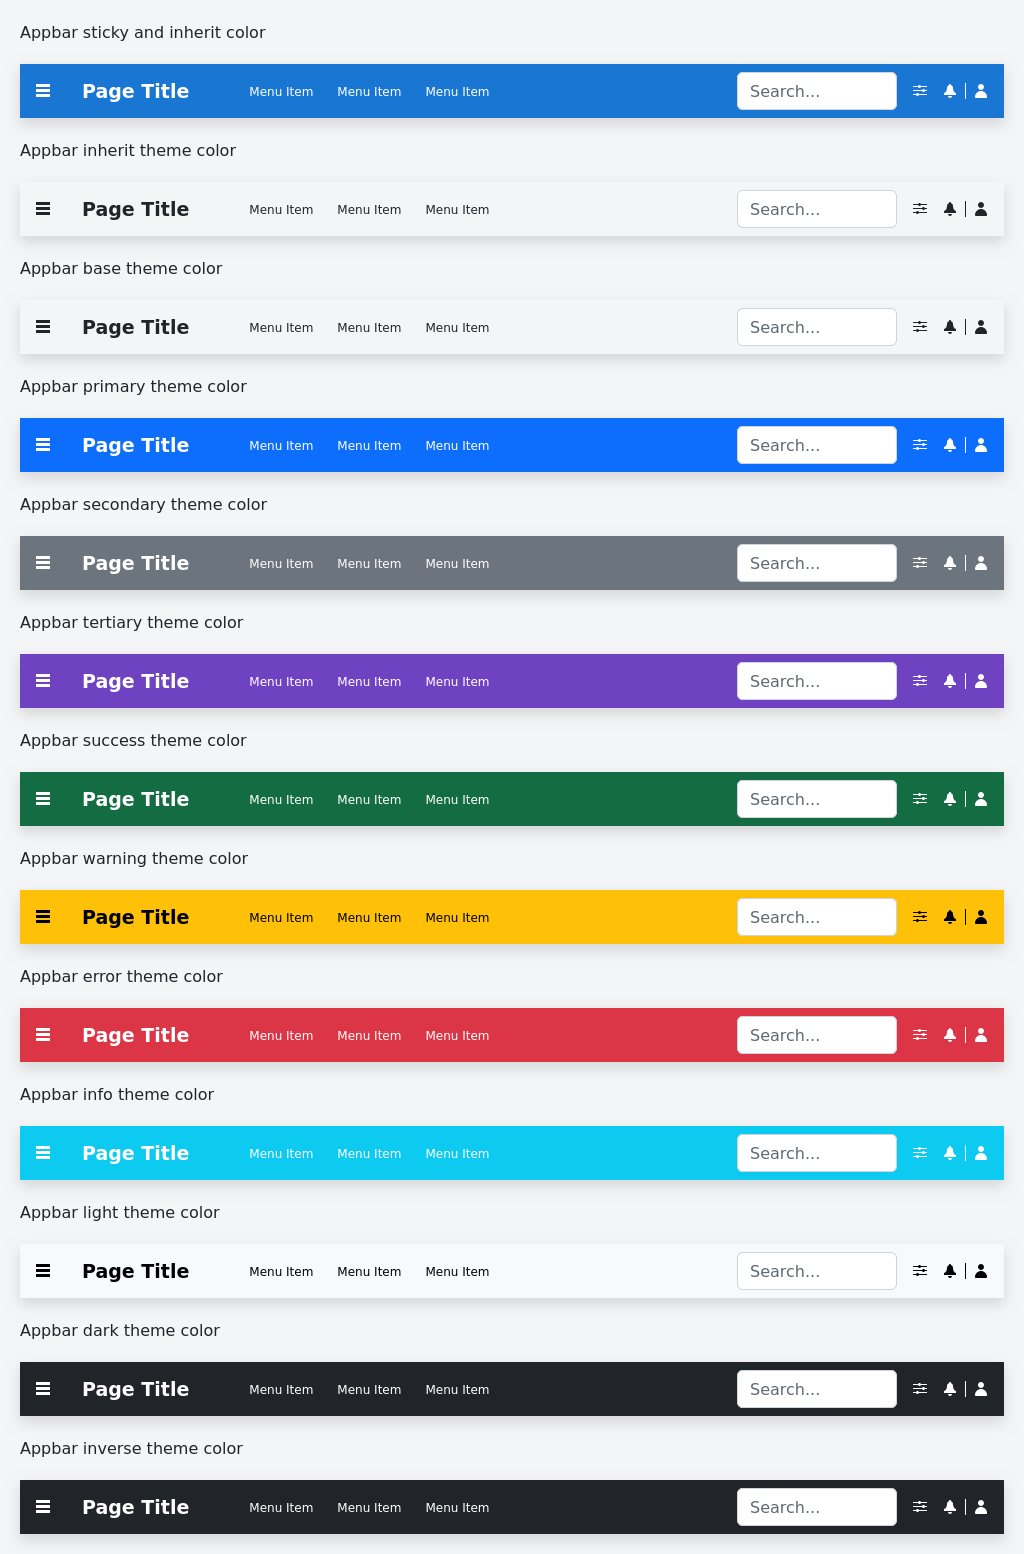 Appbar sticky and inherit color
Page Title Menu Item Menu Item Menu Item Search...
Appbar inherit theme color
Page Title Menu Item Menu Item Menu Item Search...
Appbar base theme color
Page Title Menu Item Menu Item Menu Item Search...
Appbar primary theme color
Page Title Menu Item Menu Item Menu Item Search...
Appbar secondary theme color
Page Title Menu Item Menu Item Menu Item Search...
Appbar tertiary theme color
Page Title Menu Item Menu Item Menu Item Search...
Appbar success theme color
Page Title Menu Item Menu Item Menu Item Search...
Appbar warning theme color
Page Title Menu Item Menu Item Menu Item Search...
Appbar error theme color
Page Title Menu Item Menu Item Menu Item Search...
Appbar info theme color
Page Title Menu Item Menu Item Menu Item Search...
Appbar light theme color
Page Title Menu Item Menu Item Menu Item Search...
Appbar dark theme color
Page Title Menu Item Menu Item Menu Item Search...
Appbar inverse theme color
Page Title Menu Item Menu Item Menu Item Search...